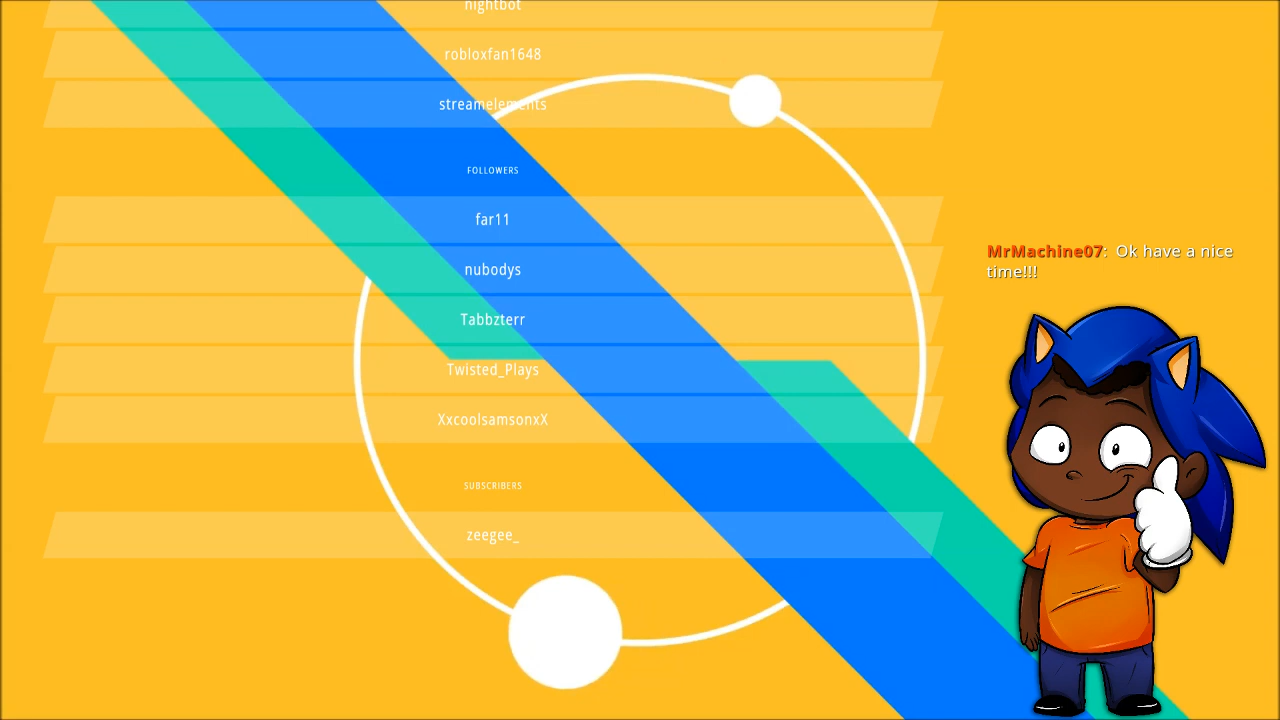 nightbot
robloxfan1648
streamelements
FOLLOWERS
far11
nubodys
Tabbzterr
Twisted_Plays
XxcoolsamsonxX
SUBSCRIBERS
zeegee_
MrMachine07: Ok have a nice
time!!!